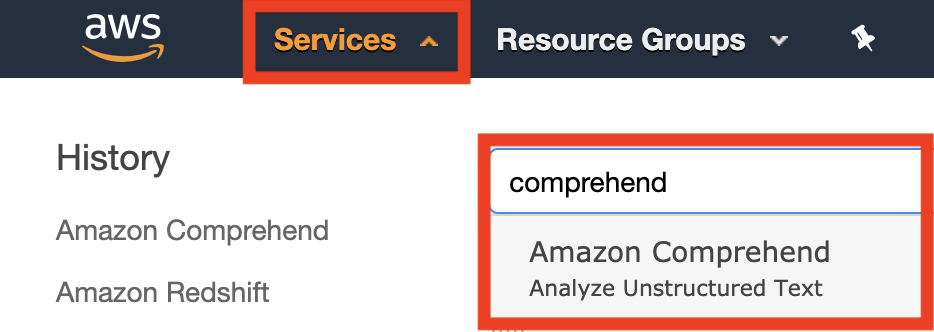 aws Services Resource Groups
History
comprehend
Amazon Comprehend
Amazon Comprehend
Analyze Unstructured Text
Amazon Redshift